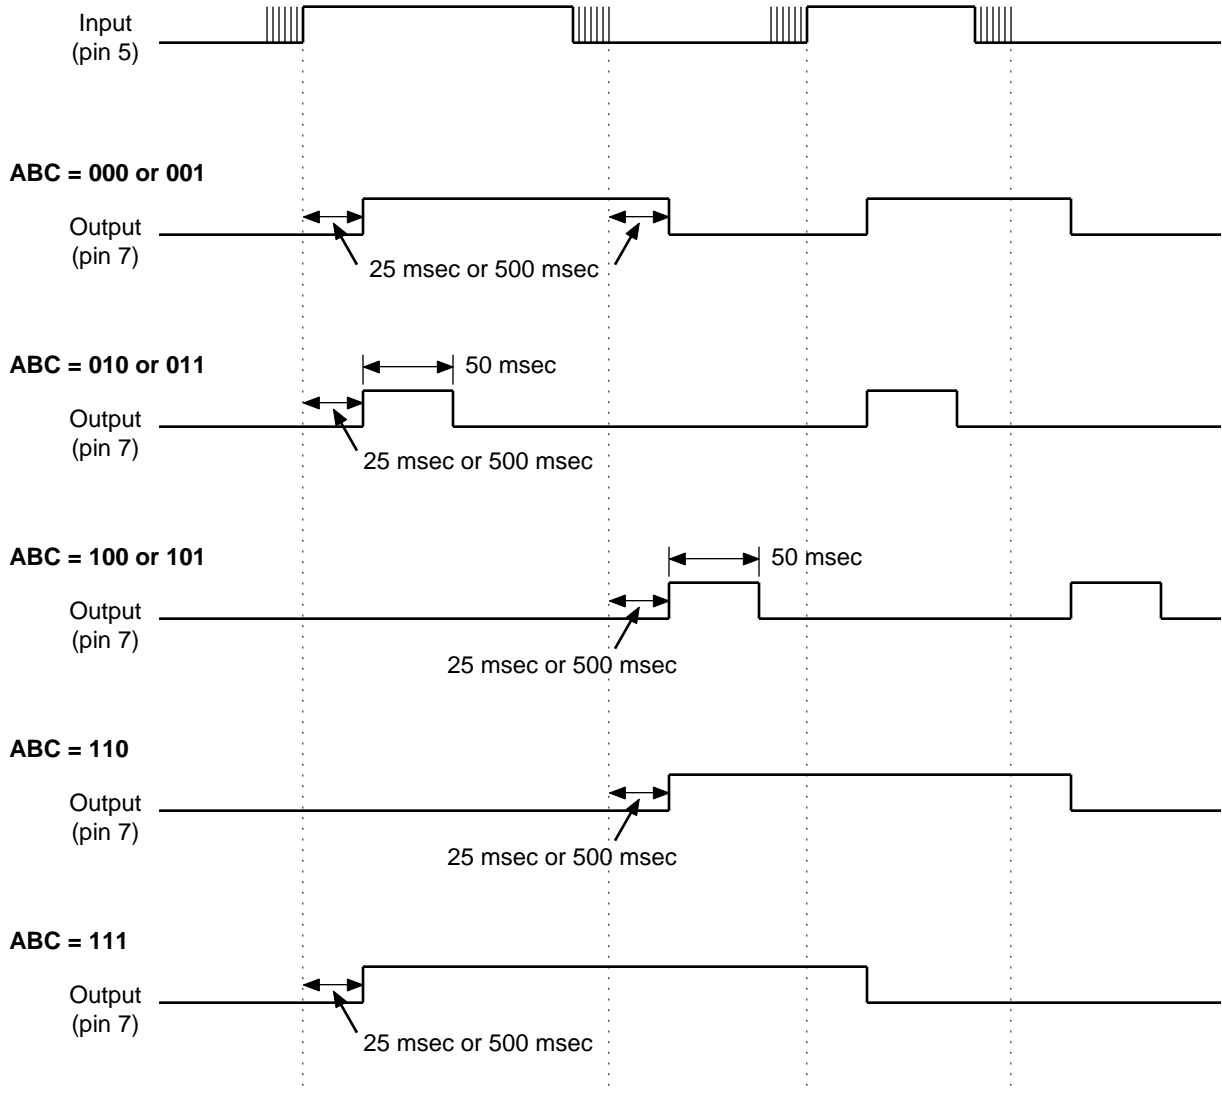 Input
(pin 5)
ABC = 000 or 001
Output
(pin 7)
25 msec or 500 msec
ABC = 010 or 011
50 msec
Output
(pin 7)
25 msec or 500 msec
ABC = 100 or 101
50 msec
Output
(pin 7)
25 msec or 500 msec
ABC = 110
Output
(pin 7)
25 msec or 500 msec
ABC = 111
Output
(pin 7)
25 msec or 500 msec